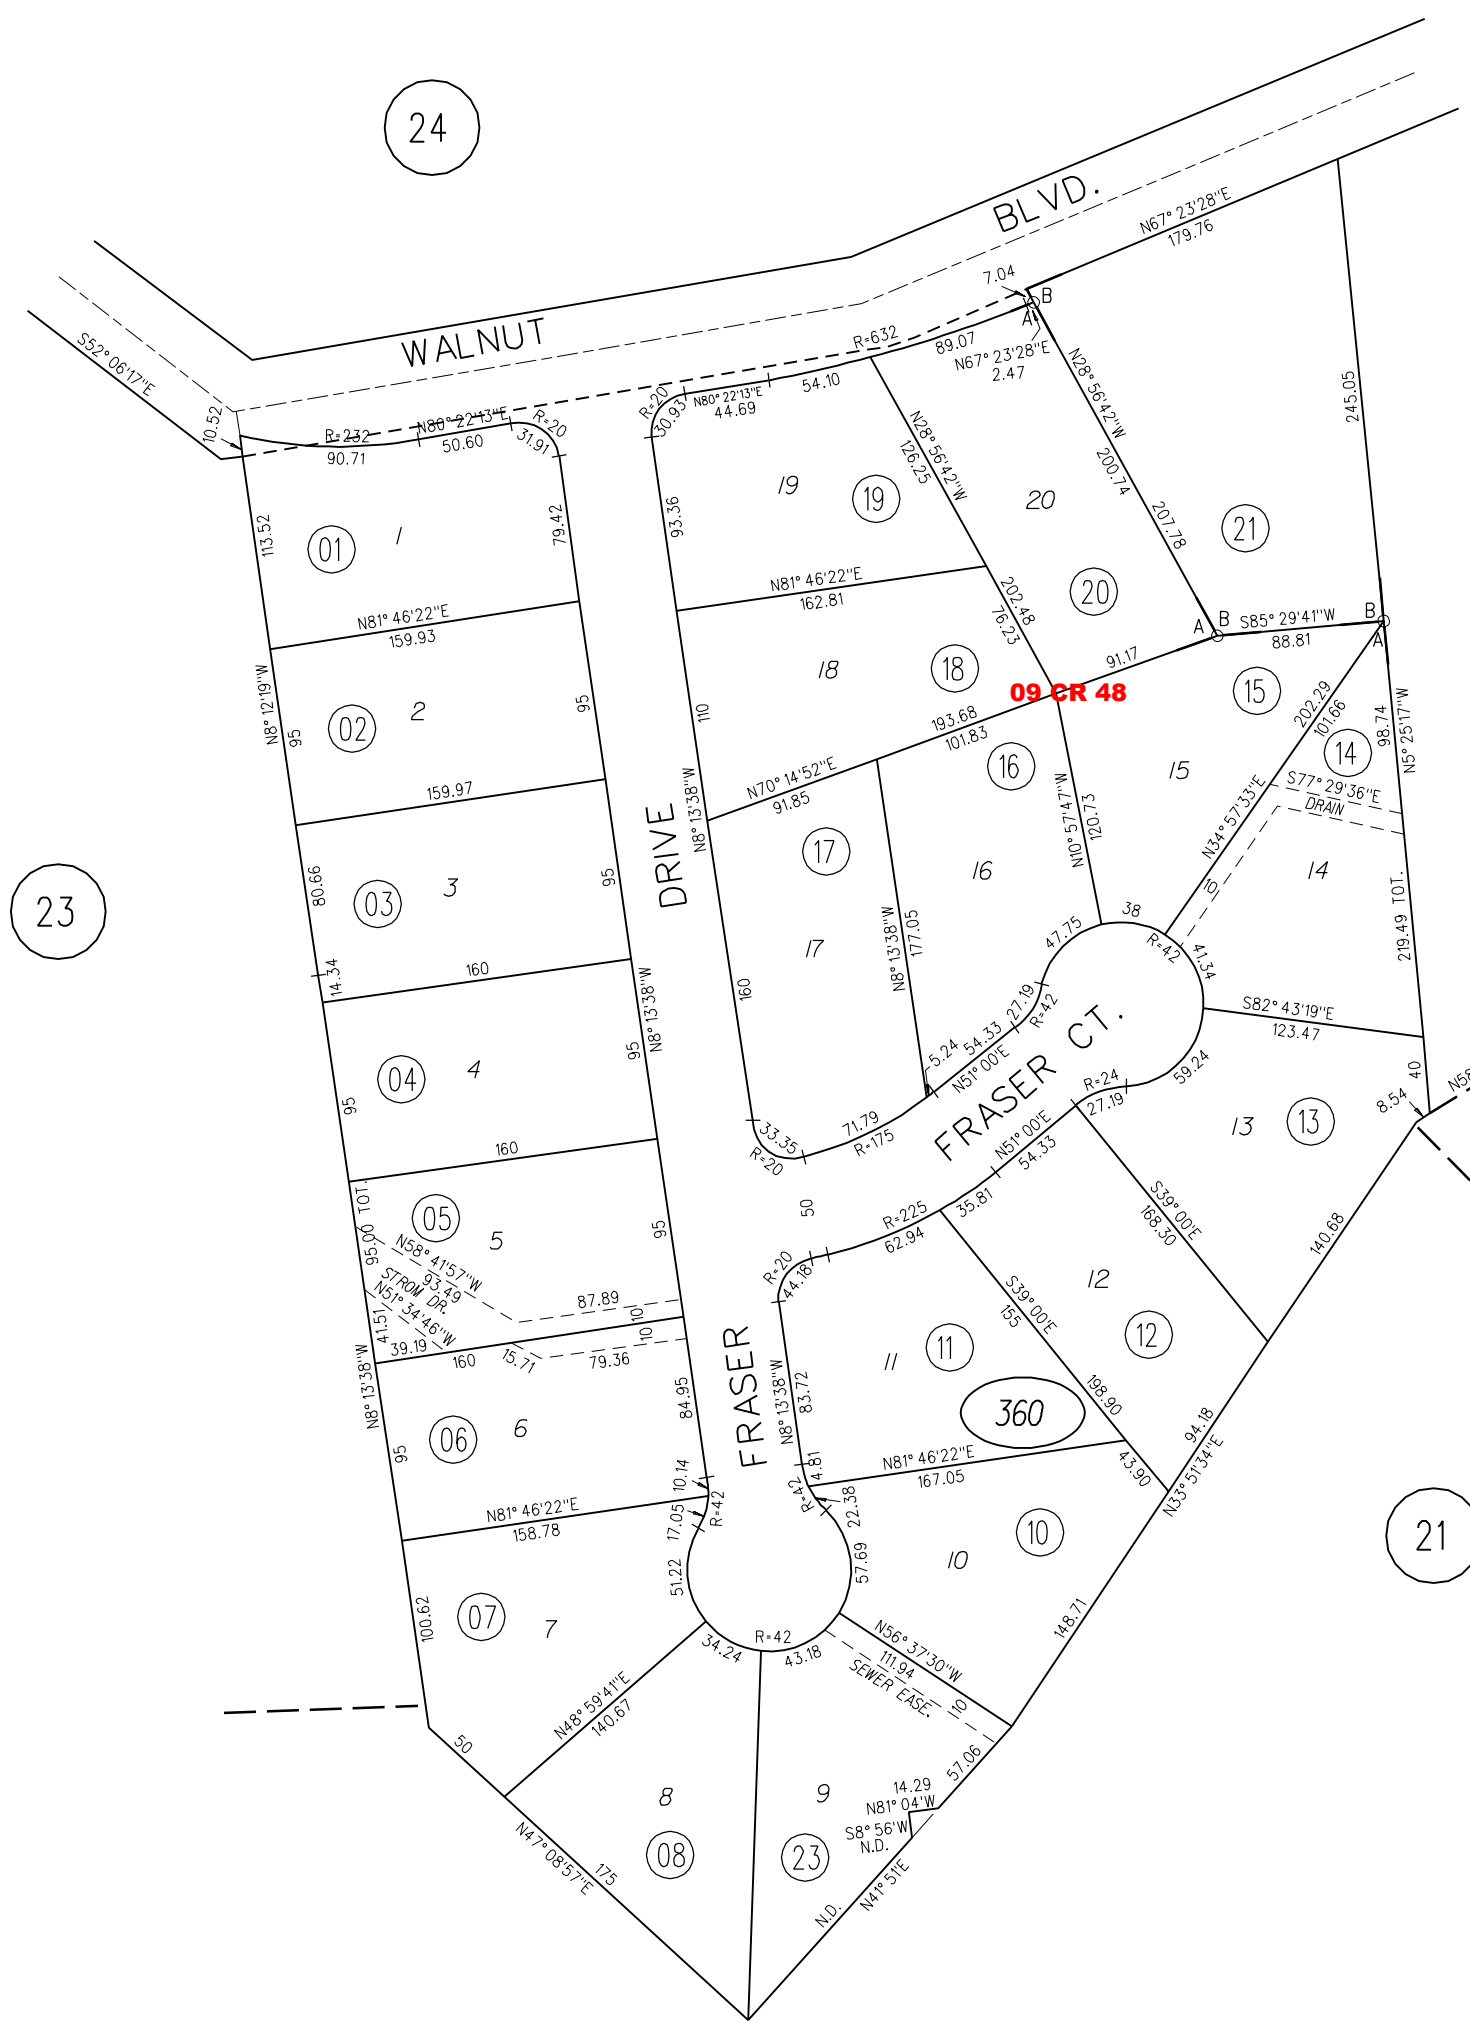 24
WALNUT
BLVD.
N67° 23'28"E
179.76
7.04
B
A
R=632
89.07
N67° 23'28"E
2.47
54.10
S52° 06'17"E
10.52
R=232
90.71
N80° 22'13"E
50.60
R=20
31.91
R=20
30.93
N80° 22'13"E
44.69
N28° 56'42"W
126.25
N28° 56'42"W
200.74
207.78
245.05
113.52
01
1
79.42
93.36
19
19
20
20
21
N81° 46'22"E
159.93
N81° 46'22"E
162.81
202.48
76.23
A
B
S85° 29'41"W
88.81
B
A
18
18
91.17
09 CR 48
N8° 12'19"W
95
02
2
95
110
193.68
101.83
15
15
202.29
101.66
14
98.74
N5° 25'17"W
S77° 29'36"E
DRAIN
159.97
N70° 14'52"E
91.85
16
16
N10° 57'47"W
120.73
N34° 57'33"E
10
14
80.66
03
3
95
DRIVE
N8° 13'38"W
17
17
N8° 13'38"W
177.05
23
14.34
160
160
47.75
38
R=42
41.34
219.49 TOT.
27.19
R=42
S82° 43'19"E
123.47
04
4
95
95
N8° 13'38"W
5.24
54.33
N51° 00'E
FRASER CT.
59.24
R=24
27.19
40
8.54
N58
160
33.35
R=20
71.79
R=175
N51° 00'E
54.33
13
13
95.00 TOT.
05
5
95
50
R=225
62.94
35.81
S39° 00'E
168.30
140.68
N58° 41'57"W
93.49
STROM DR.
N51° 34'46"W
41.51
39.19
87.89
10
10
160
15.71
79.36
R=20
44.18
S39° 00'E
155
12
12
11
11
360
198.90
N8° 13'38"W
95
06
6
84.95
FRASER
N8° 13'38"W
83.72
N81° 46'22"E
167.05
43.90
94.18
N33° 51'34"E
10.14
4.81
R=42
22.38
N81° 46'22"E
158.78
17.05
R=42
51.22
57.69
10
10
21
100.62
07
7
34.24
R=42
43.18
N56° 37'30"W
111.94
SEWER EASE.
10
148.71
N48° 59'41"E
140.67
50
57.06
8
08
9
23
14.29
N81° 04'W
S8° 56'W
N.D.
N47° 08'57"E
175
N.D.
N41° 51'E